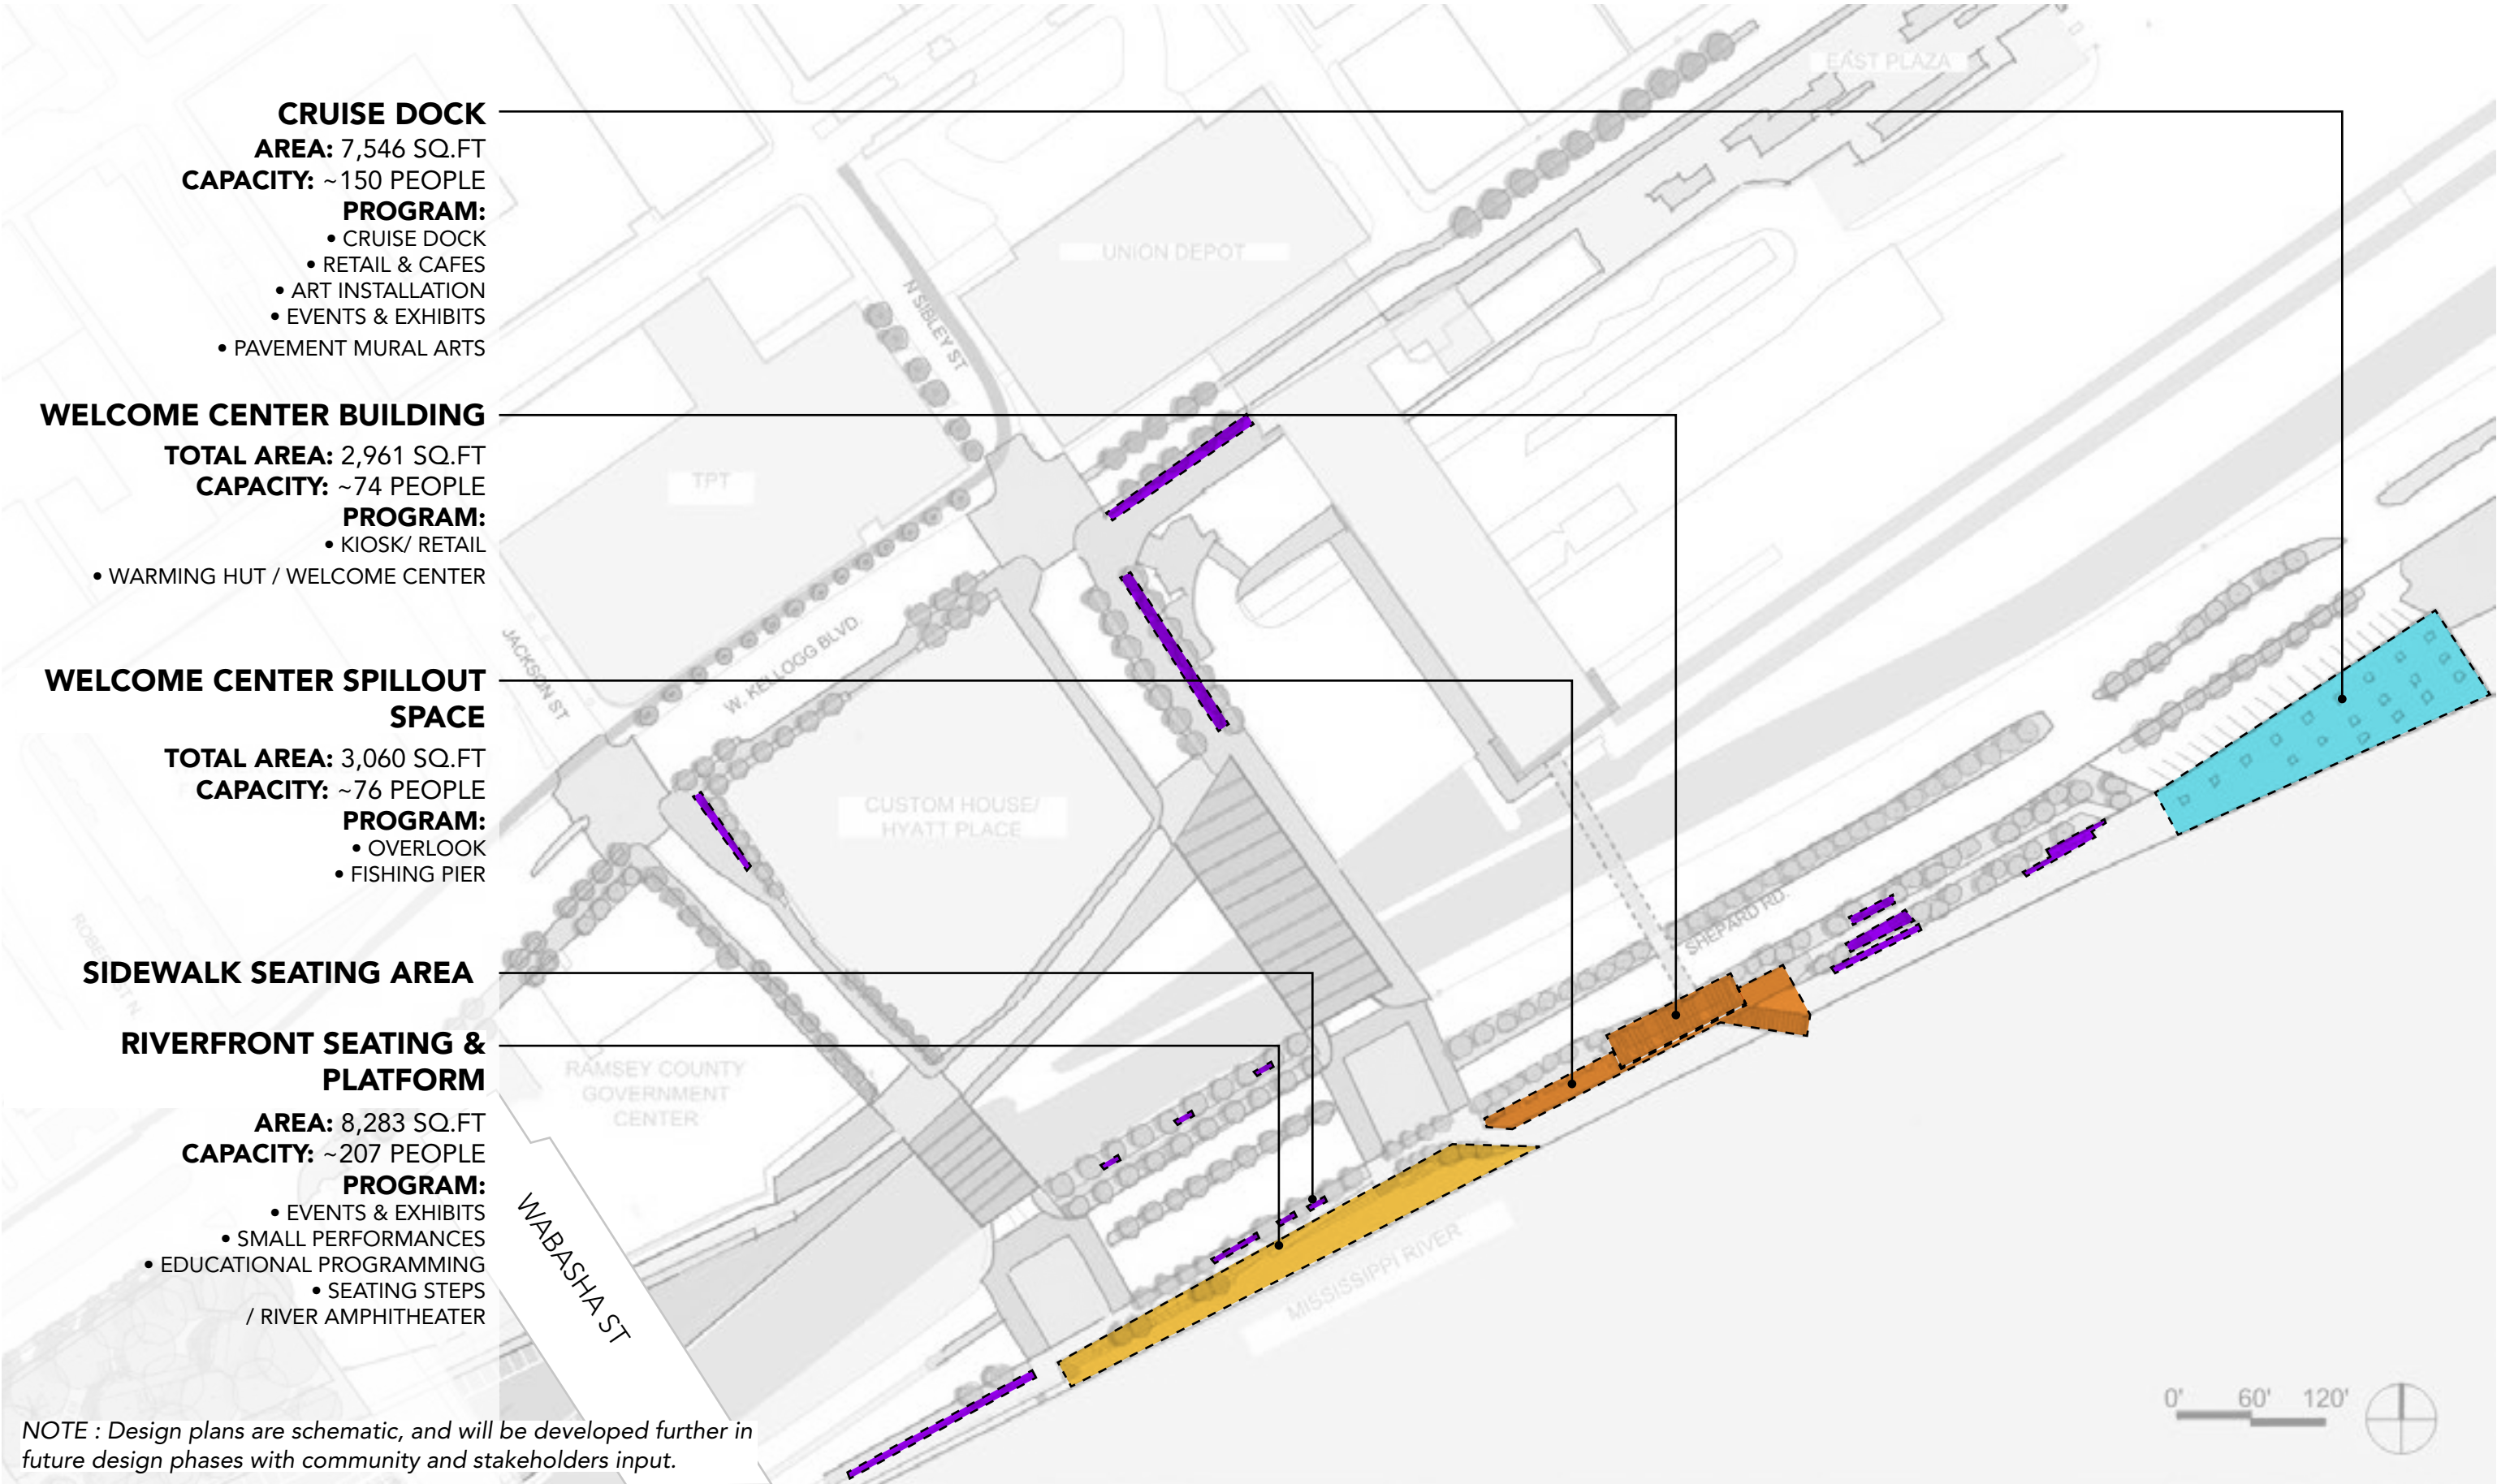 CRUISE DOCK
AREA: 7,546 SQ.FT
CAPACITY: ~150 PEOPLE
PROGRAM:
• CRUISE DOCK
• RETAIL & CAFES
• ART INSTALLATION
• EVENTS & EXHIBITS
• PAVEMENT MURAL ARTS
WELCOME CENTER BUILDING
TOTAL AREA: 2,961 SQ.FT
CAPACITY: ~74 PEOPLE
PROGRAM:
• KIOSK/ RETAIL
• WARMING HUT / WELCOME CENTER
WELCOME CENTER SPILLOUT
SPACE
TOTAL AREA: 3,060 SQ.FT
CAPACITY: ~76 PEOPLE
PROGRAM:
• OVERLOOK
• FISHING PIER
SIDEWALK SEATING AREA
RIVERFRONT SEATING &
PLATFORM
AREA: 8,283 SQ.FT
CAPACITY: ~207 PEOPLE
PROGRAM:
• EVENTS & EXHIBITS
• SMALL PERFORMANCES
• EDUCATIONAL PROGRAMMING
• SEATING STEPS
/ RIVER AMPHITHEATER
NOTE : Design plans are schematic, and will be developed further in
future design phases with community and stakeholders input.
EAST PLAZA
UNION DEPOT
N SIBLEY ST
TPT
W. KELLOGG BLVD
JACKSON ST
CUSTOM HOUSE/
HYATT PLACE
ROBERT ST N.
SHEPARD RD.
RAMSEY COUNTY
GOVERNMENT
CENTER
WABASHA ST
MISSISSIPPI RIVER
0' 60' 120'